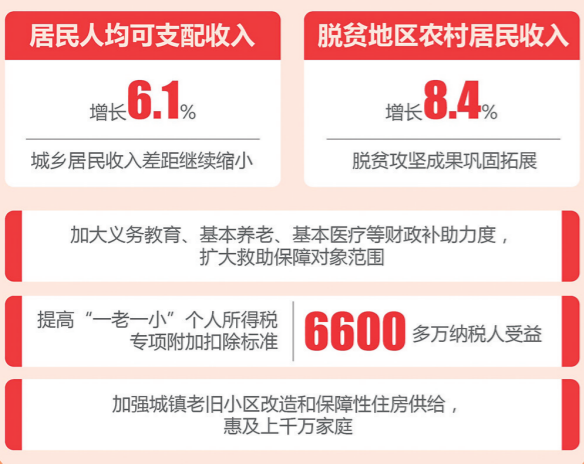 居民人均可支配收入
增长6.1%
城乡居民收入差距继续缩小
脱贫地区农村居民收入
增长8.4%
脱贫攻坚成果巩固拓展
加大义务教育、基本养老、基本医疗等财政补助力度，
扩大救助保障对象范围
提高“一老一小”个人所得税
专项附加扣除标准
6600多万纳税人受益
加强城镇老旧小区改造和保障性住房供给，
惠及上千万家庭